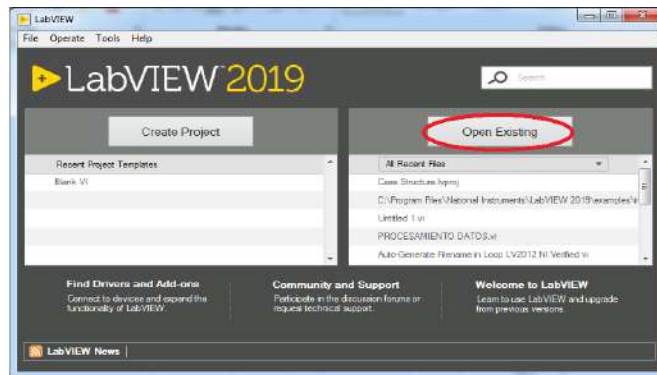 LabVIEW
File Operate Tools Help
LabVIEW 2019
Search
Create Project
Open Existing
Recent Project Templates
Blank VI
All Recent Files
Case Structure.lvproj
C:\Program Files\National Instruments\LabVIEW 2019\examples\
Untitled 1.vi
PROCESAMIENTO DATOS.vi
Auto-Generate Filename in Loop LV2012 NI Verified.vi
Find Drivers and Add-ons
Connect to devices and expand the
functionality of LabVIEW.
Community and Support
Participate in the discussion forums or
request technical support.
Welcome to LabVIEW
Learn to use LabVIEW and upgrade
from previous versions.
LabVIEW News